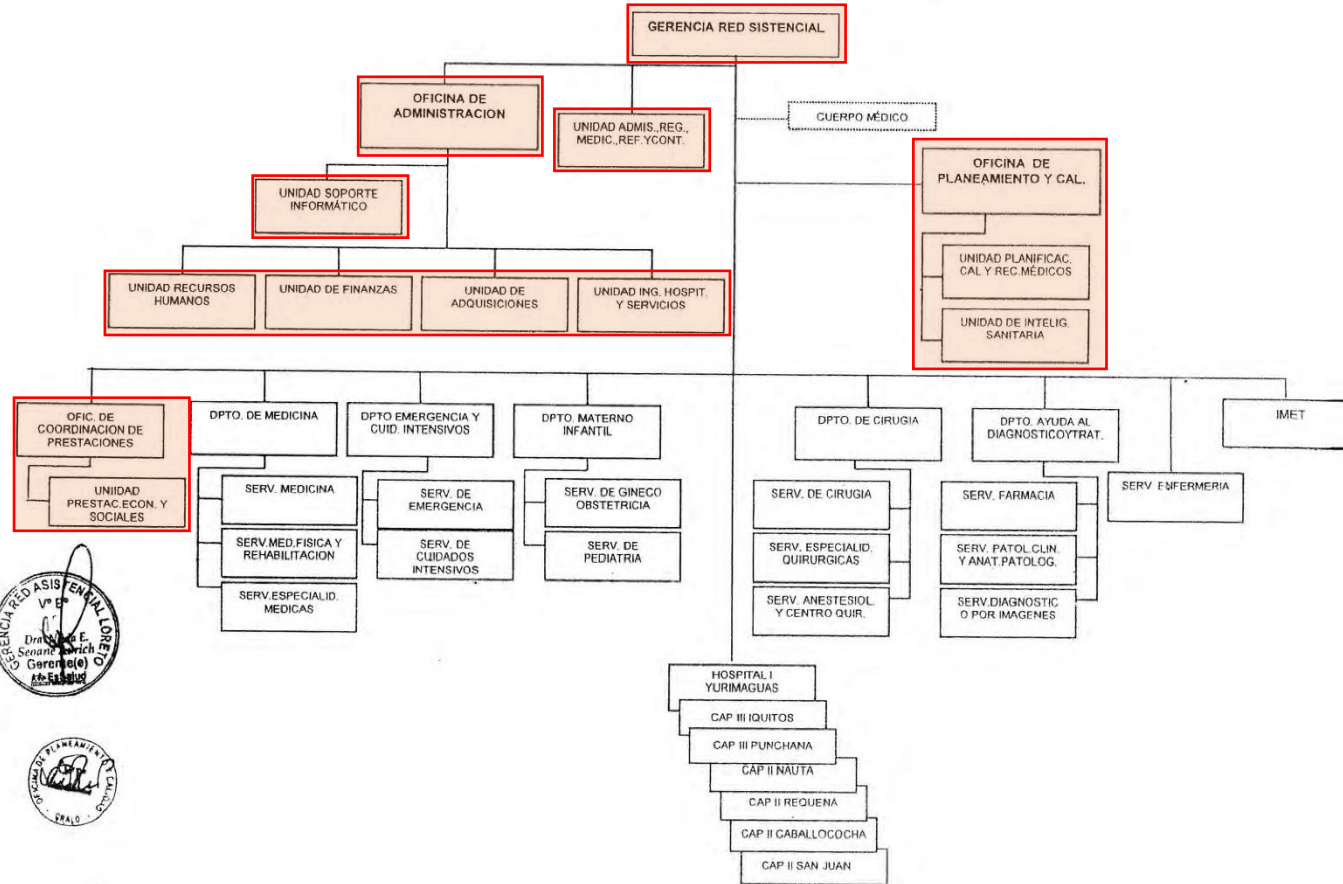 GERENCIA RED SISTENCIAL
OFICINA DE
ADMINISTRACION
UNIDAD ADMIS.,REG.,
MEDIC.,REF.YCONT.
CUERPO MÉDICO
OFICINA DE
PLANEAMIENTO Y CAL.
UNIDAD SOPORTE
INFORMÁTICO
UNIDAD PLANIFICAC.
CAL Y REC.MÉDICOS
UNIDAD DE INTELIG.
SANITARIA
UNIDAD RECURSOS
HUMANOS
UNIDAD DE FINANZAS
UNIDAD DE
ADQUISICIONES
UNIDAD ING. HOSPIT.
Y SERVICIOS
OFIC. DE
COORDINACION DE
PRESTACIONES
UNIIDAD
PRESTAC.ECON. Y
SOCIALES
DPTO. DE MEDICINA
SERV. MEDICINA
SERV.MED.FISICA Y
REHABILITACION
SERV.ESPECIALID.
MEDICAS
DPTO EMERGENCIA Y
CUID. INTENSIVOS
SERV. DE
EMERGENCIA
SERV. DE
CUIDADOS
INTENSIVOS
DPTO. MATERNO
INFANTIL
SERV. DE GINECO
OBSTETRICIA
SERV. DE
PEDIATRIA
DPTO. DE CIRUGIA
SERV. DE CIRUGIA
SERV. ESPECIALID.
QUIRURGICAS
SERV. ANESTESIOL.
Y CENTRO QUIR.
DPTO. AYUDA AL
DIAGNOSTICOYTRAT.
SERV. FARMACIA
SERV. PATOL.CLIN.
Y ANAT.PATOLOG.
SERV.DIAGNOSTIC
O POR IMAGENES
SERV. ENFERMERIA
IMET
HOSPITAL I
YURIMAGUAS
CAP III IQUITOS
CAP III PUNCHANA
CAP II NAUTA
CAP II REQUENA
CAP II CABALLOCOCHA
CAP II SAN JUAN
GERENCIA RED ASISTENCIAL LORETO
Vº Bº
Gerente(e)
EsSalud
OFICINA DE PLANEAMIENTO Y CALIDAD
GRALO